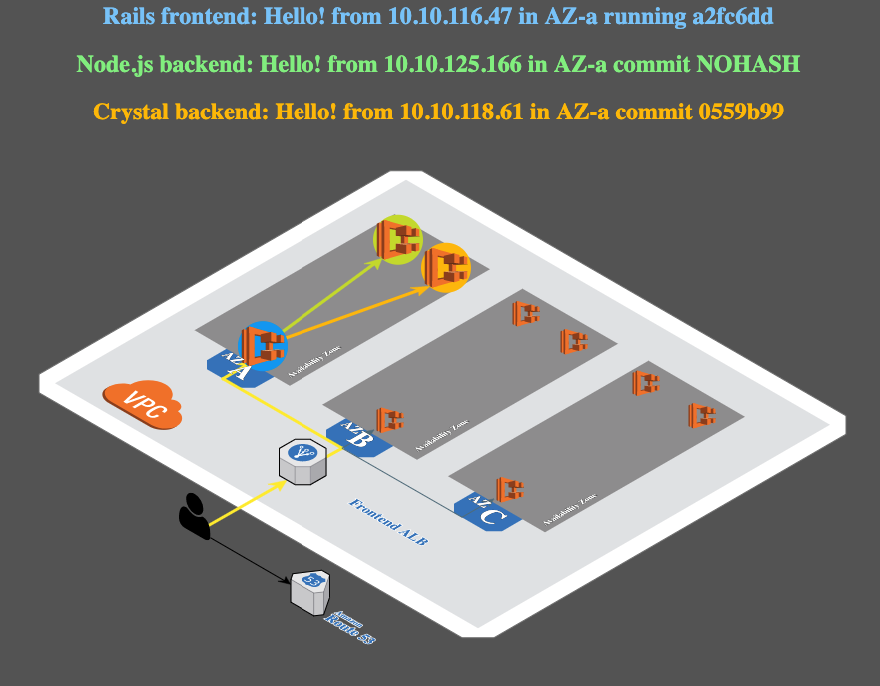 Rails frontend: Hello! from 10.10.116.47 in AZ-a running a2fc6dd
Node.js backend: Hello! from 10.10.125.166 in AZ-a commit NOHASH
Crystal backend: Hello! from 10.10.118.61 in AZ-a commit 0559b99
AZ A
Availability Zone
VPC
AZ B
Availability Zone
AZ C
Availability Zone
Frontend ALB
53
Amazon
Route 53